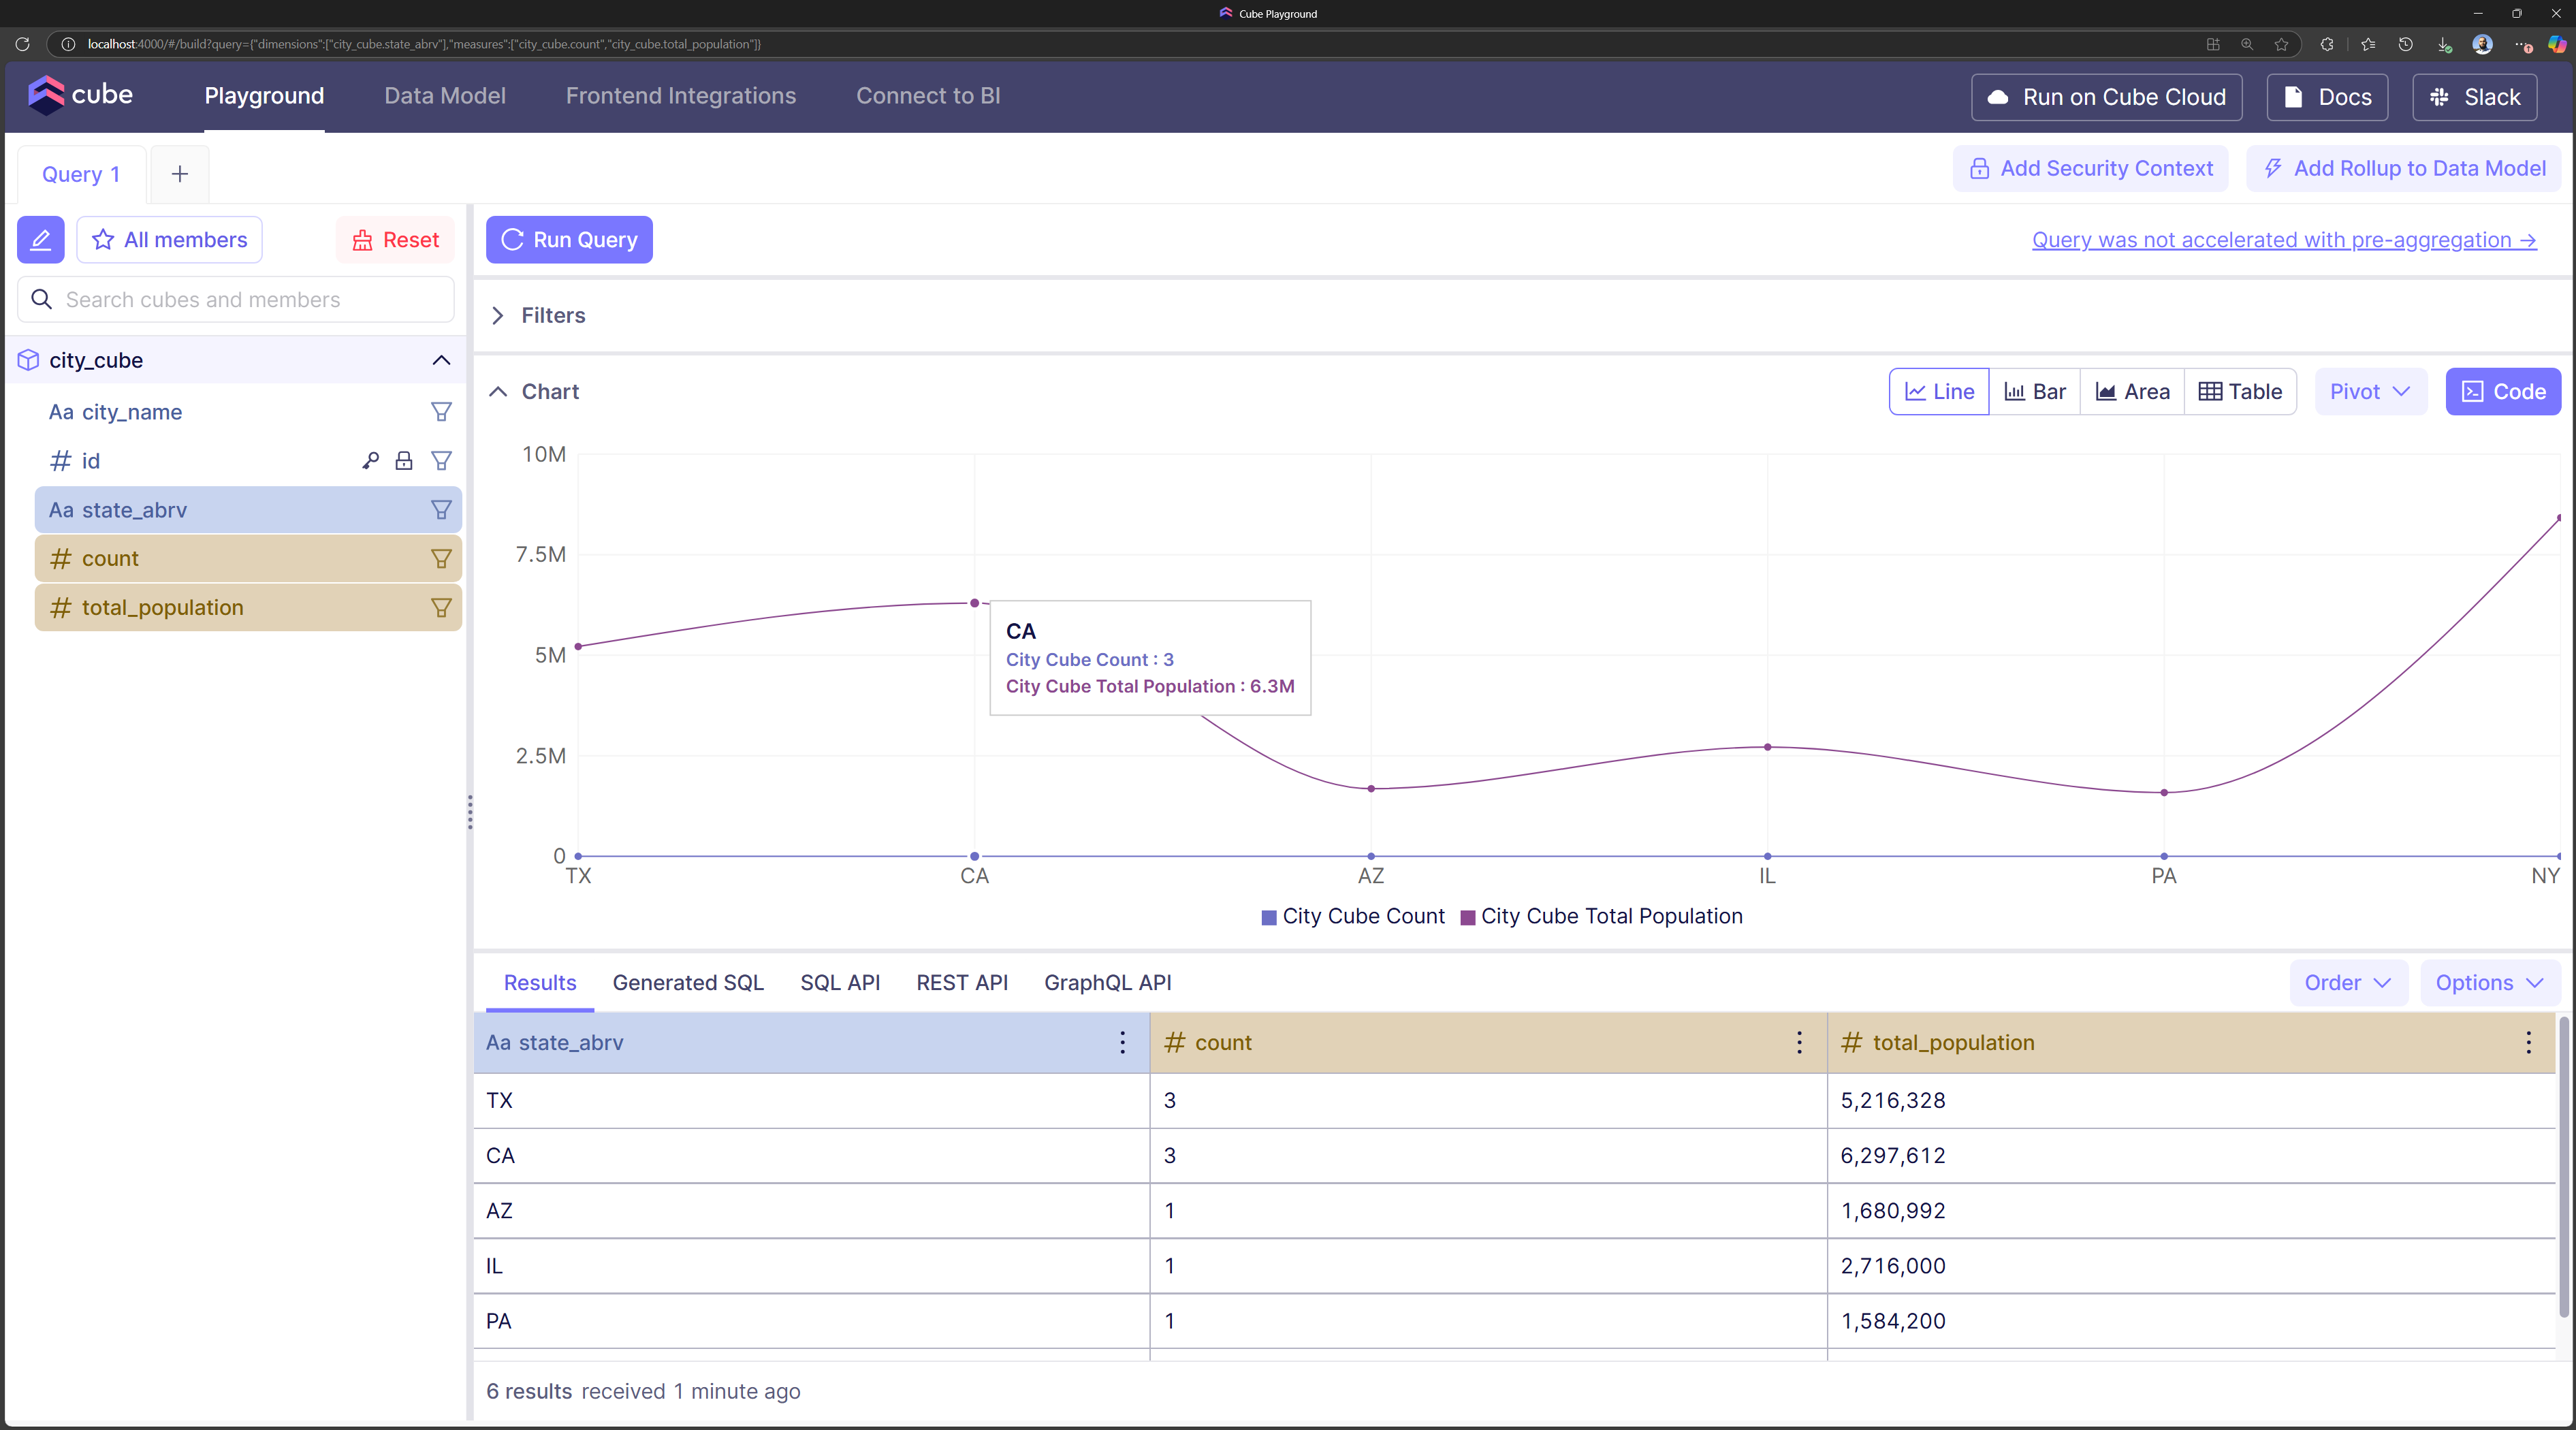 Cube Playground
localhost:4000/#/build?query={"dimensions":["city_cube.state_abrv"],"measures":["city_cube.count","city_cube.total_population"]}
cube Playground Data Model Frontend Integrations Connect to BI Run on Cube Cloud Docs Slack
Query 1 + Add Security Context Add Rollup to Data Model
All members Reset Run Query Query was not accelerated with pre-aggregation →
Search cubes and members
Filters
city_cube
Chart Line Bar Area Table Pivot Code
Aa city_name
# id
Aa state_abrv
# count
# total_population
10M
7.5M
5M
2.5M
0
CA
City Cube Count : 3
City Cube Total Population : 6.3M
TX CA AZ IL PA NY
City Cube Count City Cube Total Population
Results Generated SQL SQL API REST API GraphQL API Order Options
Aa state_abrv # count # total_population
TX 3 5,216,328
CA 3 6,297,612
AZ 1 1,680,992
IL 1 2,716,000
PA 1 1,584,200
6 results received 1 minute ago